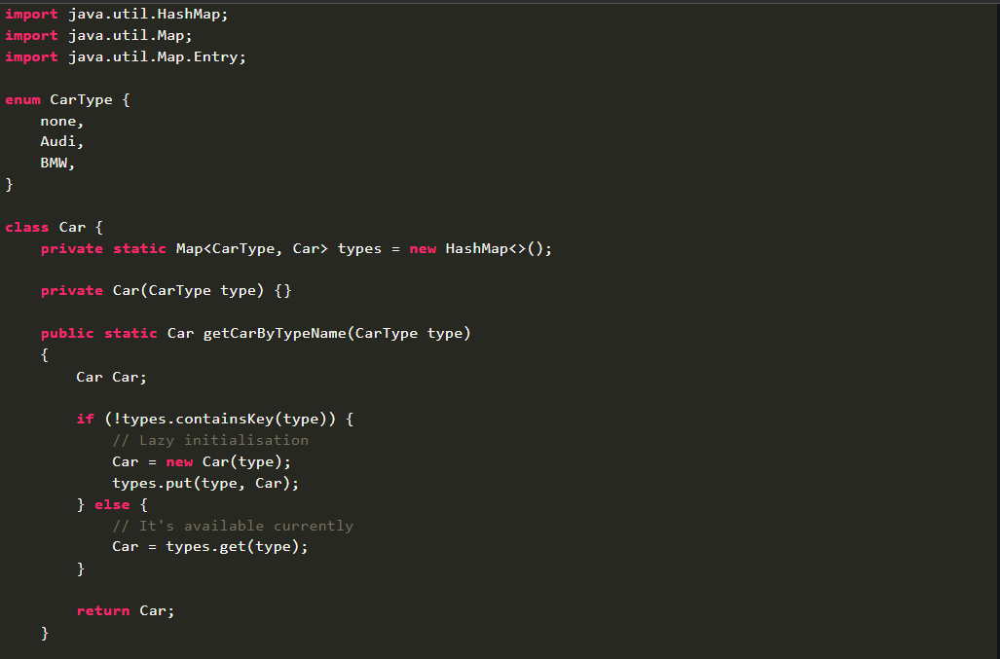 import java.util.HashMap;
import java.util.Map;
import java.util.Map.Entry;
enum CarType {
none,
Audi,
BMW,
}
class Car {
private static Map<CarType, Car> types = new HashMap<>();
private Car(CarType type) {}
public static Car getCarByTypeName(CarType type)
{
Car Car;
if (!types.containsKey(type)) {
// Lazy initialisation
Car = new Car(type);
types.put(type, Car);
} else {
// It's available currently
Car = types.get(type);
}
return Car;
}